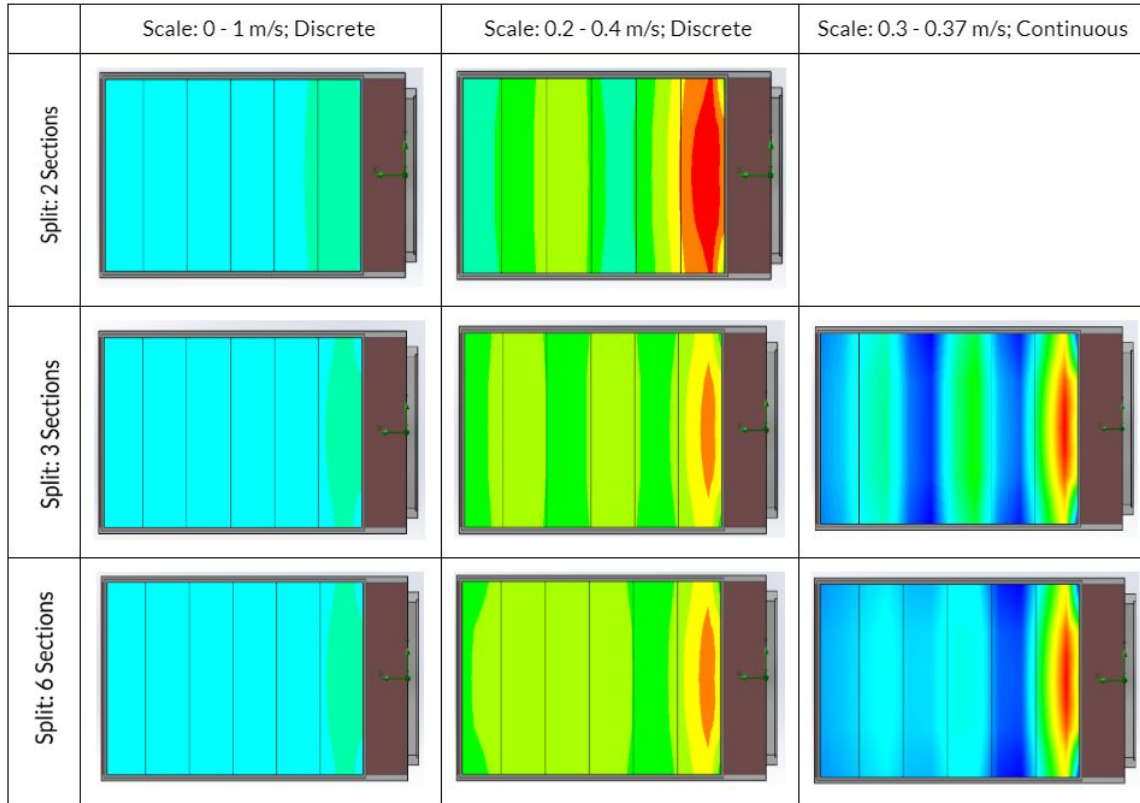 Scale: 0 - 1 m/s; Discrete
Scale: 0.2 - 0.4 m/s; Discrete
Scale: 0.3 - 0.37 m/s; Continuous
Split: 2 Sections
Split: 3 Sections
Split: 6 Sections